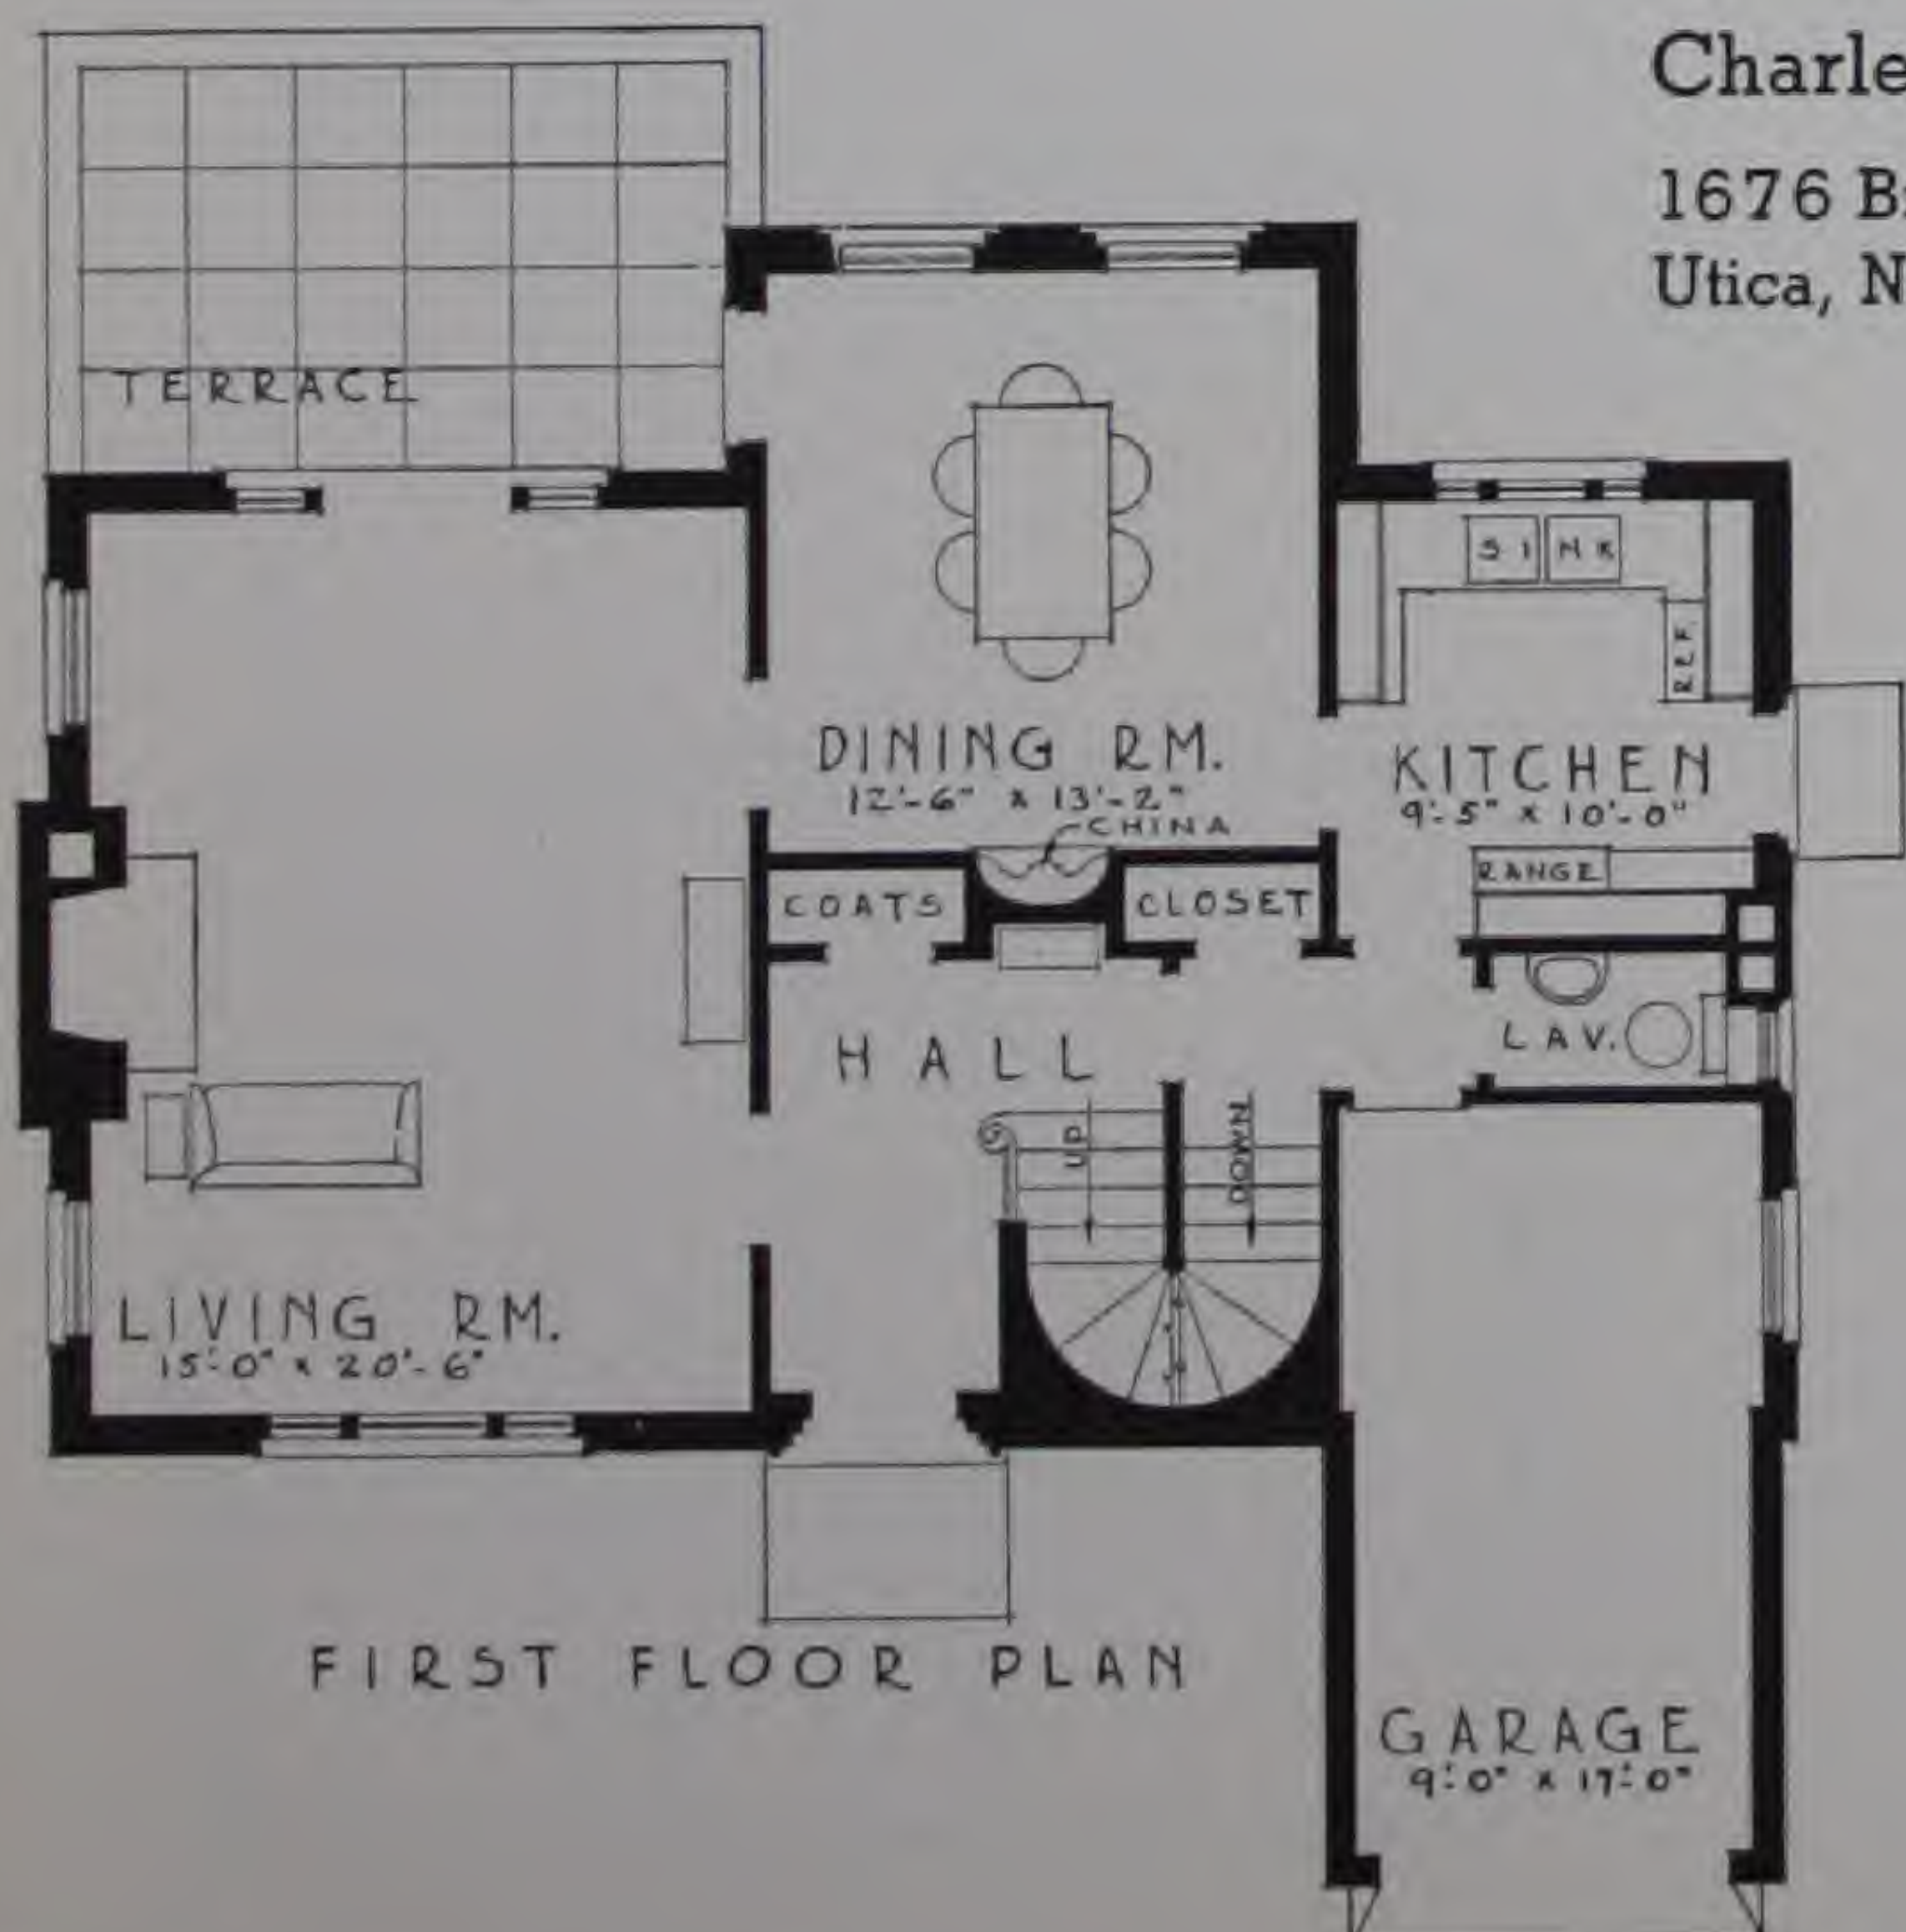 Charle
1676 B
Utica, N
TERRACE
SINK
REF.
DINING RM.
12'-6" x 13'-2"
CHINA
KITCHEN
9'-5" x 10'-0"
RANGE
COATS
CLOSET
HALL
LAV.
UP
DOWN
LIVING RM.
15'-0" x 20'-6"
FIRST FLOOR PLAN
GARAGE
9'-0" x 17'-0"